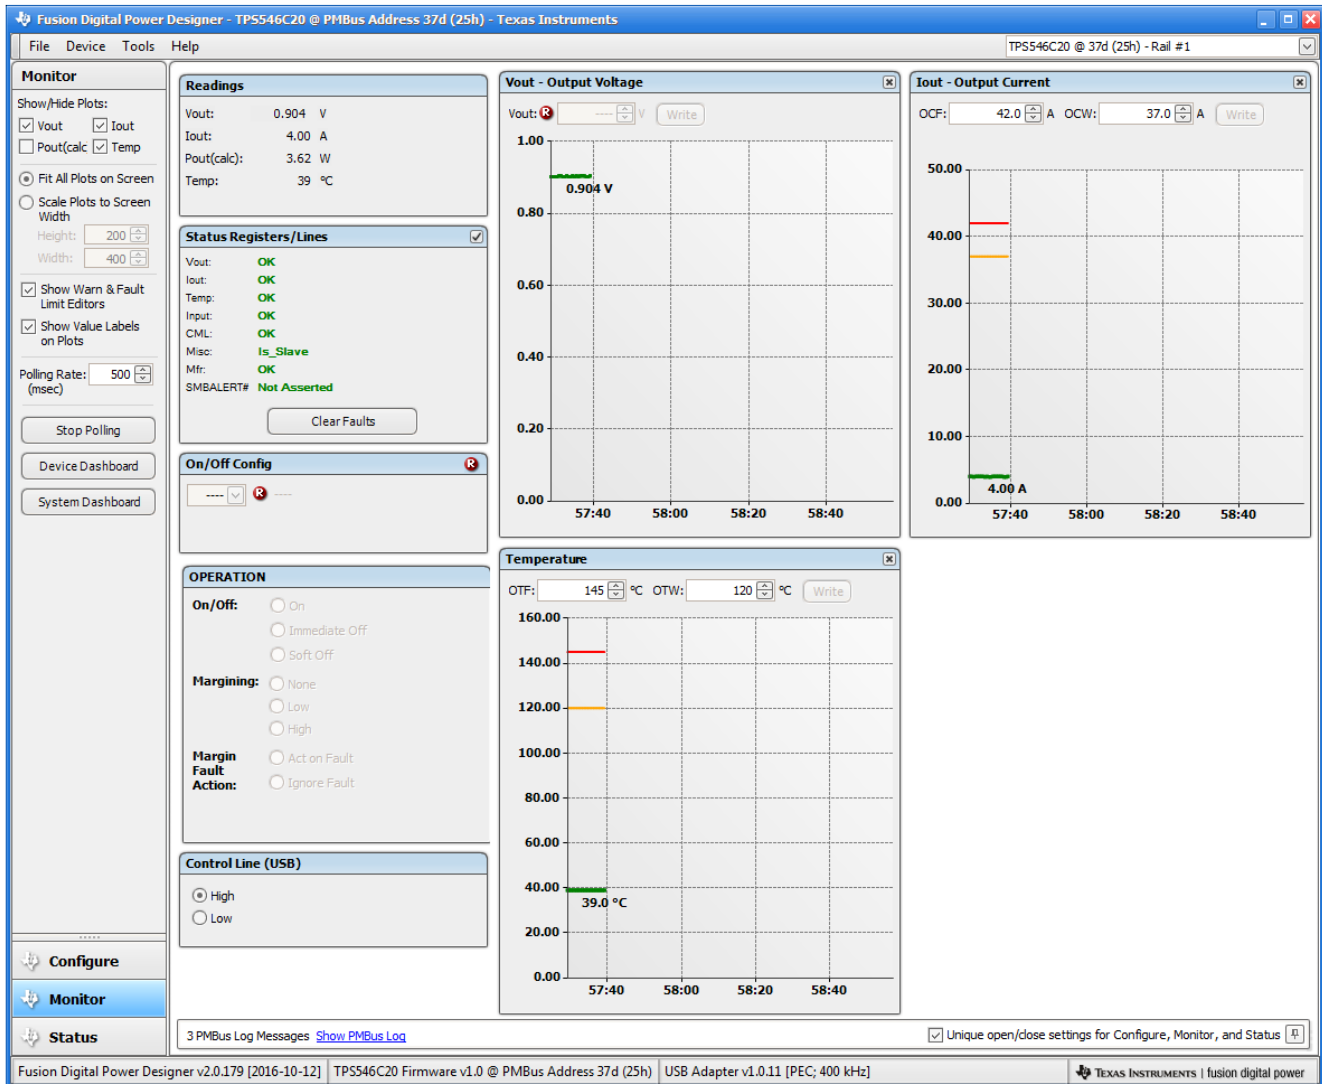 Fusion Digital Power Designer - TPS546C20 @ PMBus Address 37d (25h) - Texas Instruments
File Device Tools Help
TPS546C20 @ 37d (25h) - Rail #1
Monitor
Show/Hide Plots:
Vout Iout
Pout(calc Temp
Fit All Plots on Screen
Scale Plots to Screen
Width
Height: 200
Width: 400
Show Warn & Fault
Limit Editors
Show Value Labels
on Plots
Polling Rate: 500
(msec)
Stop Polling
Device Dashboard
System Dashboard
Configure
Monitor
Status
Readings
Vout: 0.904 V
Iout: 4.00 A
Pout(calc): 3.62 W
Temp: 39 ºC
Status Registers/Lines
Vout: OK
Iout: OK
Temp: OK
Input: OK
CML: OK
Misc: Is_Slave
Mfr: OK
SMBALERT# Not Asserted
Clear Faults
On/Off Config R
---- R ----
OPERATION
On/Off: On
Immediate Off
Soft Off
Margining: None
Low
High
Margin
Fault
Action:
Act on Fault
Ignore Fault
Control Line (USB)
High
Low
Vout - Output Voltage
Vout: R ---- V Write
1.00
0.80
0.60
0.40
0.20
0.00
0.904 V
57:40 58:00 58:20 58:40
Iout - Output Current
OCF: 42.0 A OCW: 37.0 A Write
50.00
40.00
30.00
20.00
10.00
0.00
4.00 A
57:40 58:00 58:20 58:40
Temperature
OTF: 145 ºC OTW: 120 ºC Write
160.00
140.00
120.00
100.00
80.00
60.00
40.00
20.00
0.00
39.0 ºC
57:40 58:00 58:20 58:40
3 PMBus Log Messages Show PMBus Log
Unique open/close settings for Configure, Monitor, and Status
Fusion Digital Power Designer v2.0.179 [2016-10-12] TPS546C20 Firmware v1.0 @ PMBus Address 37d (25h) USB Adapter v1.0.11 [PEC; 400 kHz] TEXAS INSTRUMENTS | fusion digital power